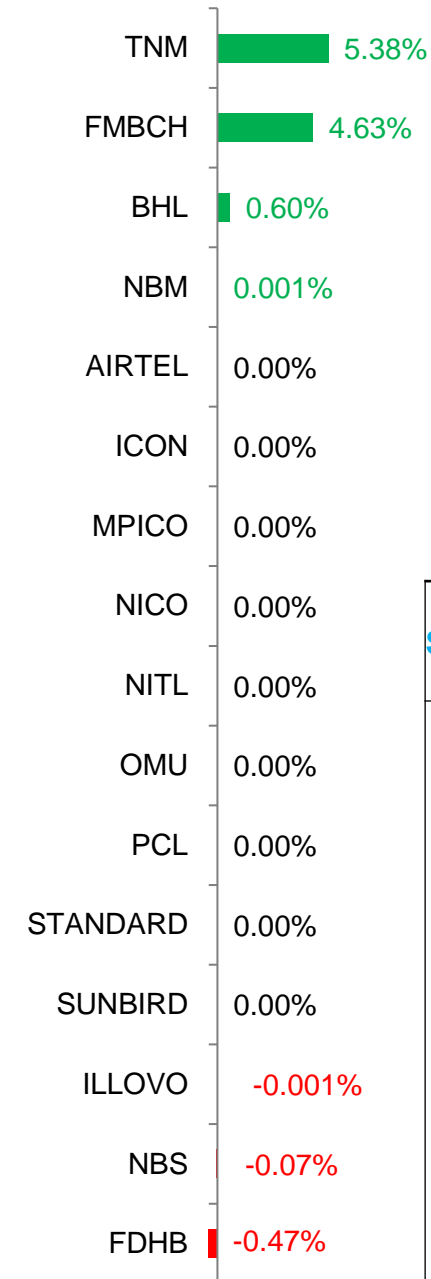 TNM 5.38%
FMBCH 4.63%
BHL 0.60%
NBM 0.001%
AIRTEL 0.00%
ICON 0.00%
MPICO 0.00%
NICO 0.00%
NITL 0.00%
OMU 0.00%
PCL 0.00%
STANDARD 0.00%
SUNBIRD 0.00%
ILLOVO -0.001%
NBS -0.07%
FDHB -0.47%